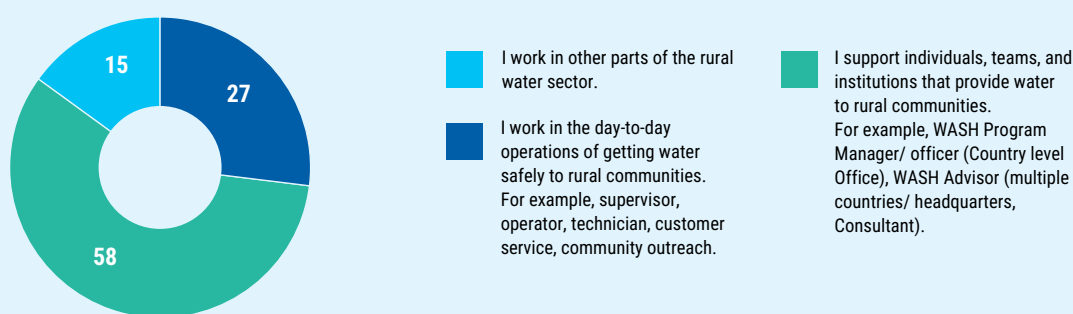 15
27
58
I work in other parts of the rural
water sector.
I work in the day-to-day
operations of getting water
safely to rural communities.
For example, supervisor,
operator, technician, customer
service, community outreach.
I support individuals, teams, and
institutions that provide water
to rural communities.
For example, WASH Program
Manager/ officer (Country level
Office), WASH Advisor (multiple
countries/ headquarters,
Consultant).